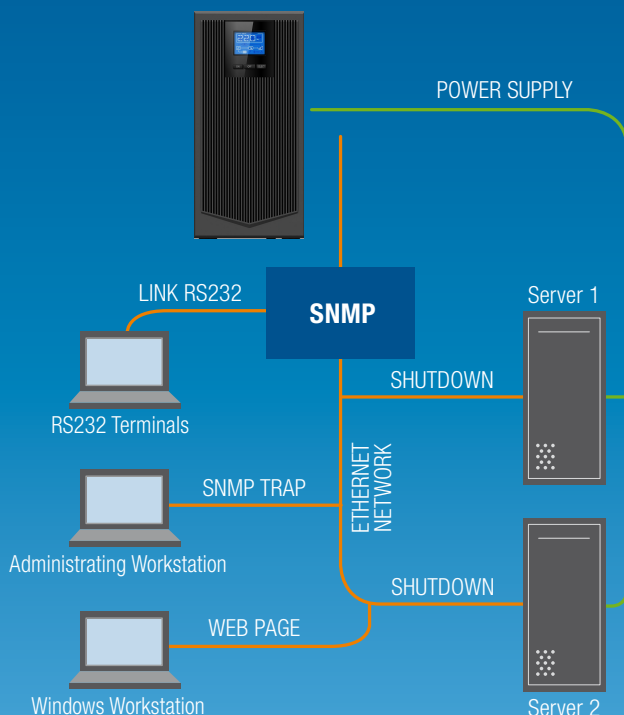 POWER SUPPLY
LINK RS232
SNMP
Server 1
SHUTDOWN
RS232 Terminals
ETHERNET
NETWORK
SNMP TRAP
Administrating Workstation
SHUTDOWN
WEB PAGE
Windows Workstation
Server 2